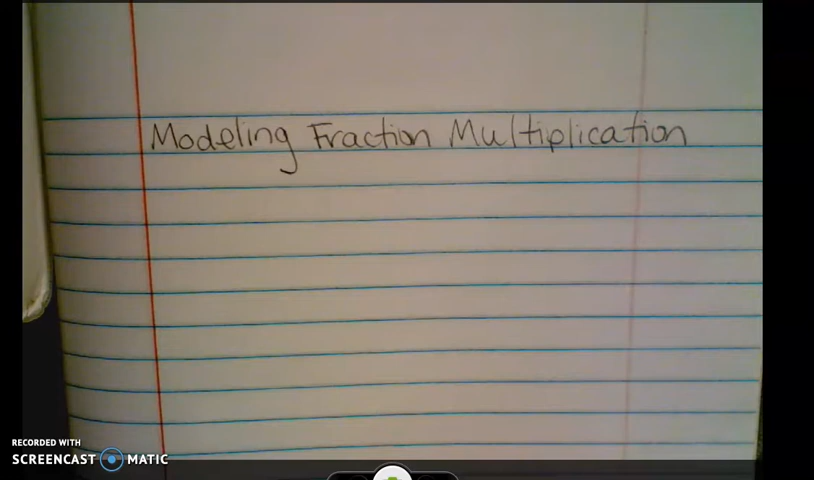 Modeling Fraction Multiplication
RECORDED WITH
SCREENCAST MATIC